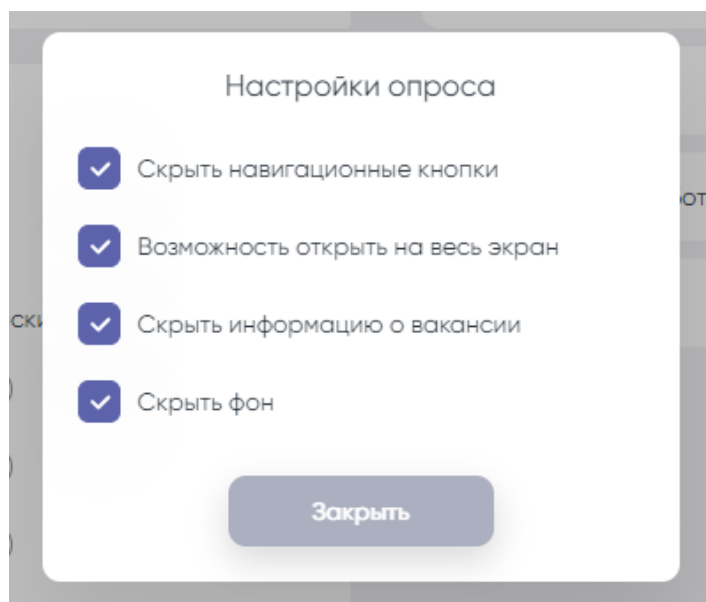 Настройки опроса
Скрыть навигационные кнопки
Возможность открыть на весь экран
Скрыть информацию о вакансии
Скрыть фон
Закрыть